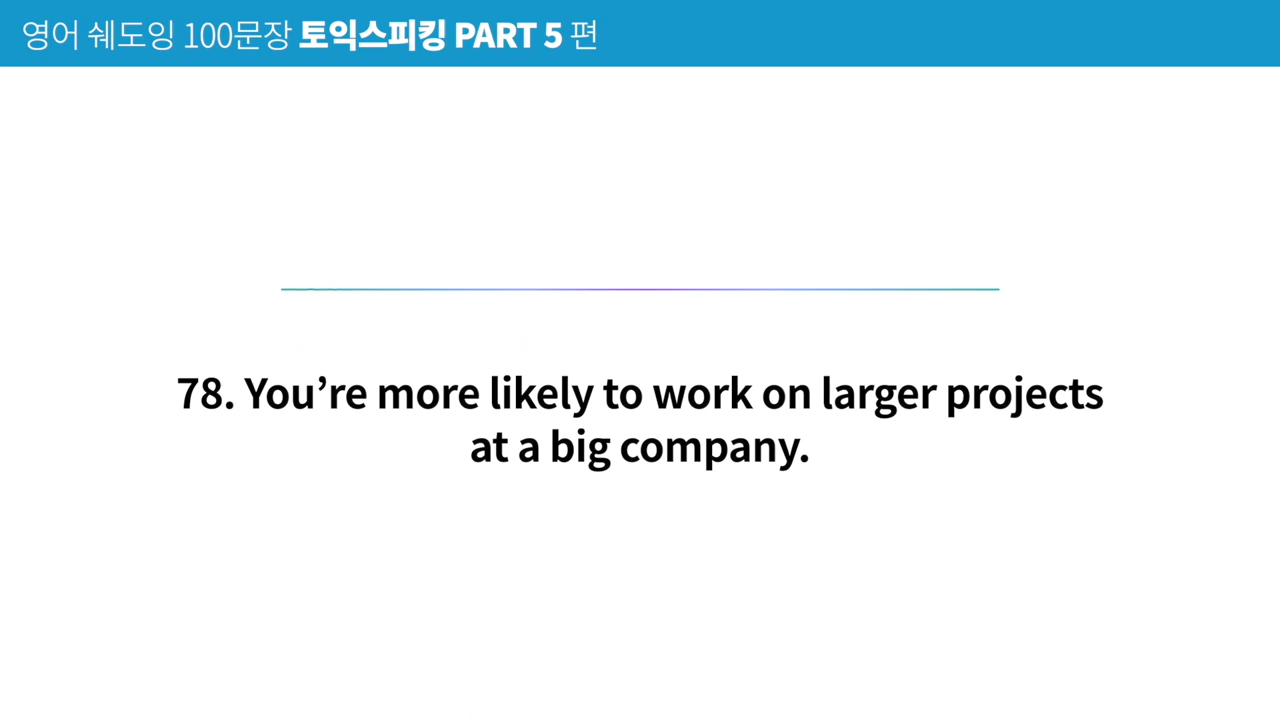 영어 쉐도잉 100문장 토익스피킹 PART 5 편
78. You’re more likely to work on larger projects
at a big company.